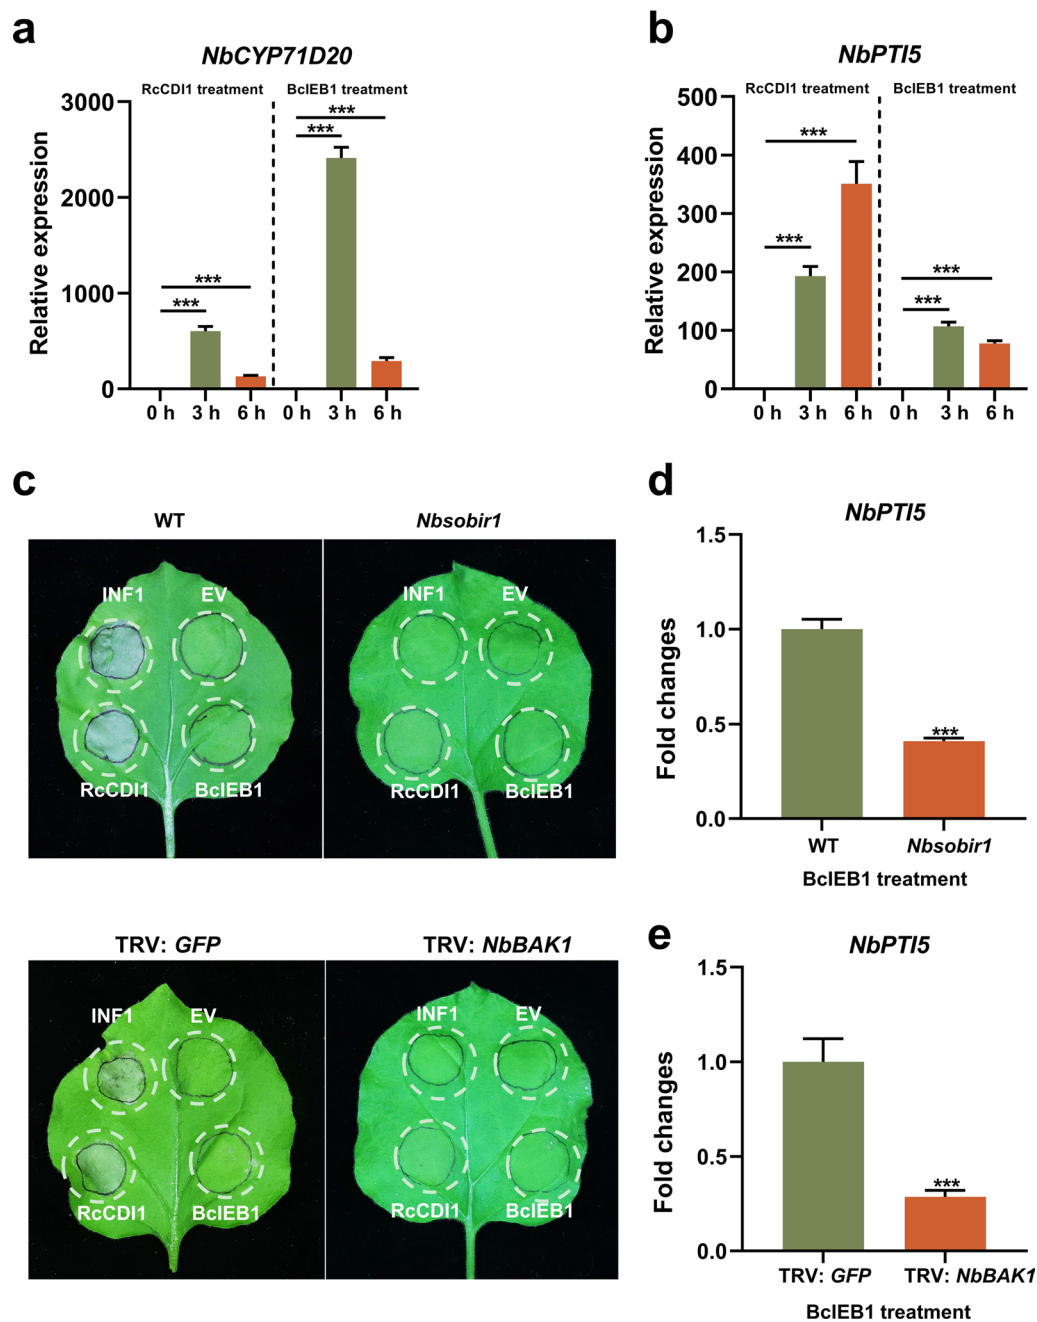 a
NbCYP71D20
RcCDI1 treatment
BcIEB1 treatment
Relative expression
3000
2000
1000
0
***
***
***
***
0 h
3 h
6 h
0 h
3 h
6 h
b
NbPTI5
RcCDI1 treatment
BcIEB1 treatment
Relative expression
500
400
300
200
100
0
***
***
***
***
0 h
3 h
6 h
0 h
3 h
6 h
c
WT
Nbsobir1
INF1
EV
RcCDI1
BcIEB1
INF1
EV
RcCDI1
BcIEB1
TRV: GFP
TRV: NbBAK1
INF1
EV
RcCDI1
BcIEB1
INF1
EV
RcCDI1
BcIEB1
d
NbPTI5
Fold changes
1.5
1.0
0.5
0.0
***
WT
Nbsobir1
BcIEB1 treatment
e
NbPTI5
Fold changes
1.5
1.0
0.5
0.0
***
TRV: GFP
TRV: NbBAK1
BcIEB1 treatment